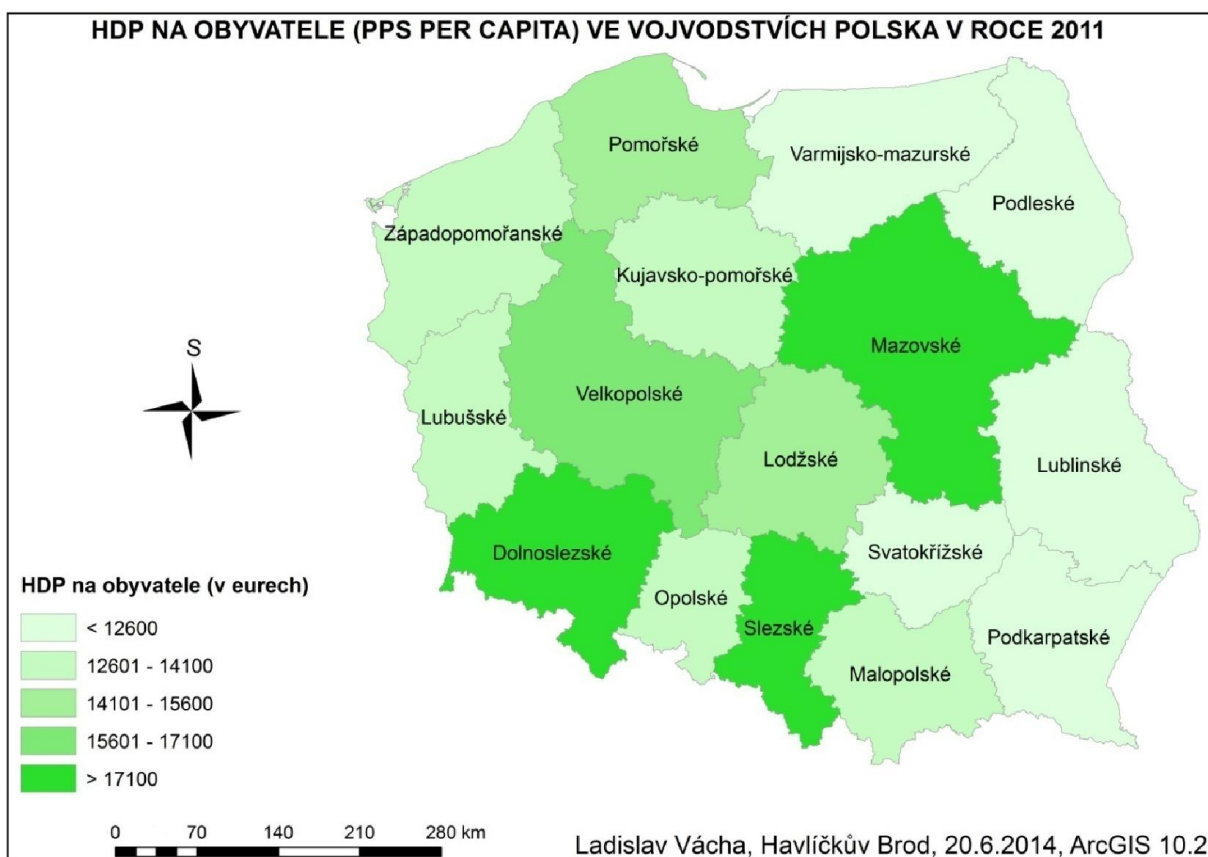 HDP NA OBYVATELE (PPS PER CAPITA) VE VOJVODSTVÍCH POLSKA V ROCE 2011
Pomořské
Varmijsko-mazurské
Podleské
Západopomořanské
Kujavsko-pomořské
Mazovské
S
Velkopolské
Lubušské
Lodžské
Lublinské
Dolnoslezské
Svatokřížské
Opolské
Slezské
Podkarpatské
Malopolské
HDP na obyvatele (v eurech)
< 12600
12601 - 14100
14101 - 15600
15601 - 17100
> 17100
0 70 140 210 280 km
Ladislav Vácha, Havlíčkův Brod, 20.6.2014, ArcGIS 10.2